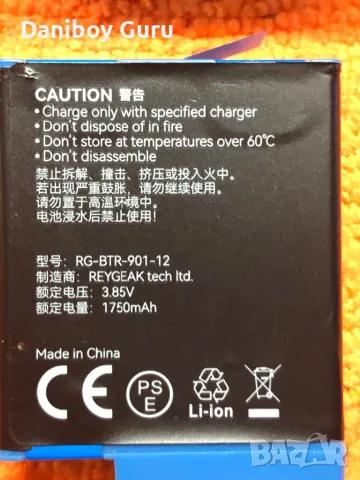 Daniboy Guru
CAUTION 警告
• Charge only with specified charger
• Don't dispose of in fire
• Don't store at temperatures over 60°C
• Don't disassemble
禁止拆解、撞击、挤压或投入火中。
若出现严重鼓胀，请勿继续使用。
请勿置于高温环境中。
电池浸水后禁止使用！
型号：RG-BTR-901-12
制造商：REYGEAK tech ltd.
额定电压：3.85V
额定电量：1750mAh
Made in China
CE
PS
E
Li-ion
BAZAR